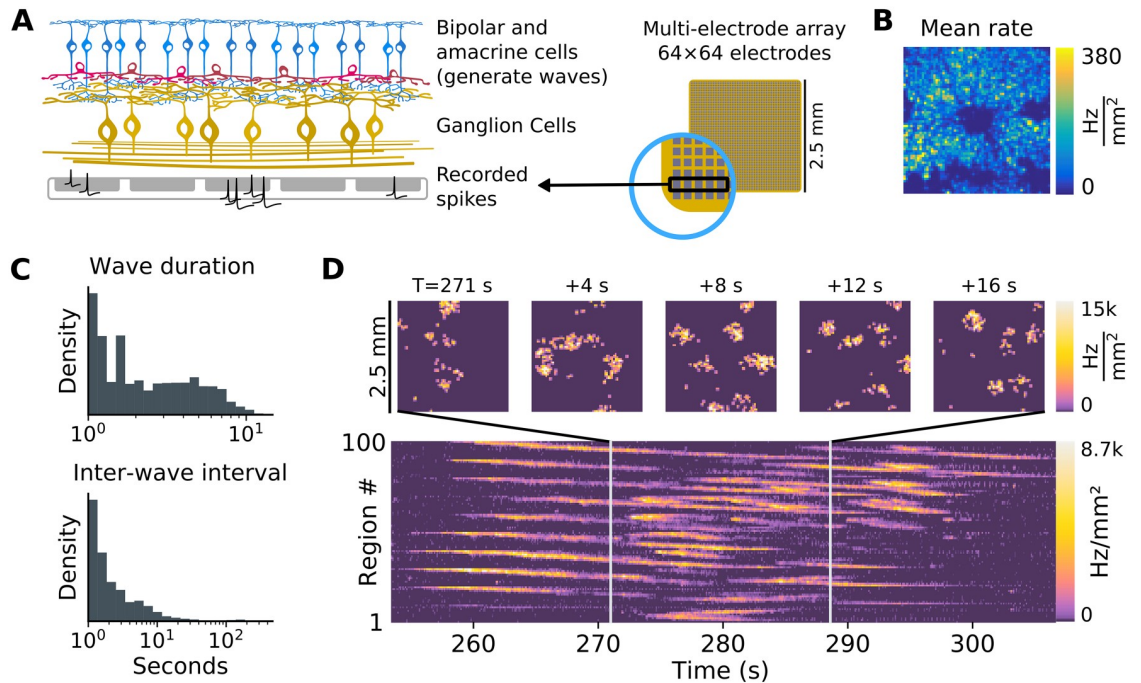 A
Bipolar and
amacrine cells
(generate waves)
Ganglion Cells
Recorded
spikes
Multi-electrode array
64×64 electrodes
2.5 mm
B
Mean rate
380
Hz
mm²
0
C
Wave duration
Density
10⁰
10¹
Inter-wave interval
Density
10⁰
10¹
10²
Seconds
D
T=271 s
+4 s
+8 s
+12 s
+16 s
2.5 mm
15k
Hz
mm²
0
100
Region #
1
260
270
280
290
300
Time (s)
8.7k
Hz/mm²
0